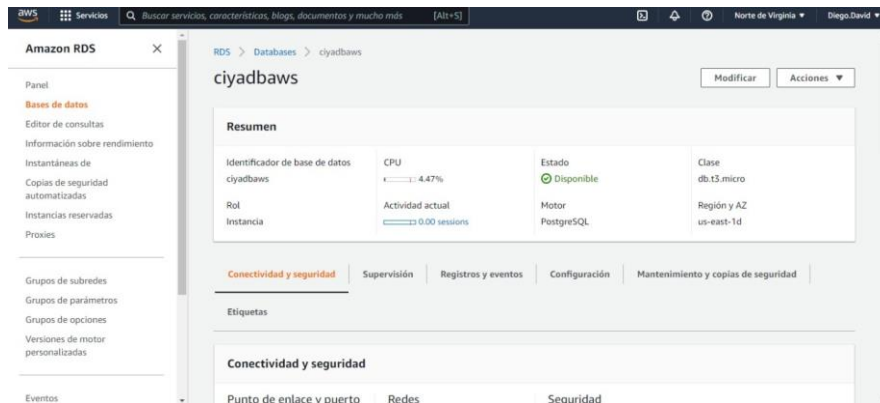 aws
Servicios
Buscar servicios, características, blogs, documentos y mucho más
[Alt+S]
Norte de Virginia ▼
Diego.David ▼
Amazon RDS
Panel
Bases de datos
Editor de consultas
Información sobre rendimiento
Instantáneas de
Copias de seguridad
automatizadas
Instancias reservadas
Proxies
Grupos de subredes
Grupos de parámetros
Grupos de opciones
Versiones de motor
personalizadas
Eventos
RDS > Databases > ciyadbaws
ciyadbaws
Modificar
Acciones ▼
Resumen
Identificador de base de datos
ciyadbaws
CPU
4.47%
Estado
Disponible
Clase
db.t3.micro
Rol
Instancia
Actividad actual
0.00 sessions
Motor
PostgreSQL
Región y AZ
us-east-1d
Conectividad y seguridad
Supervisión
Registros y eventos
Configuración
Mantenimiento y copias de seguridad
Etiquetas
Conectividad y seguridad
Punto de enlace y puerto
Redes
Seguridad